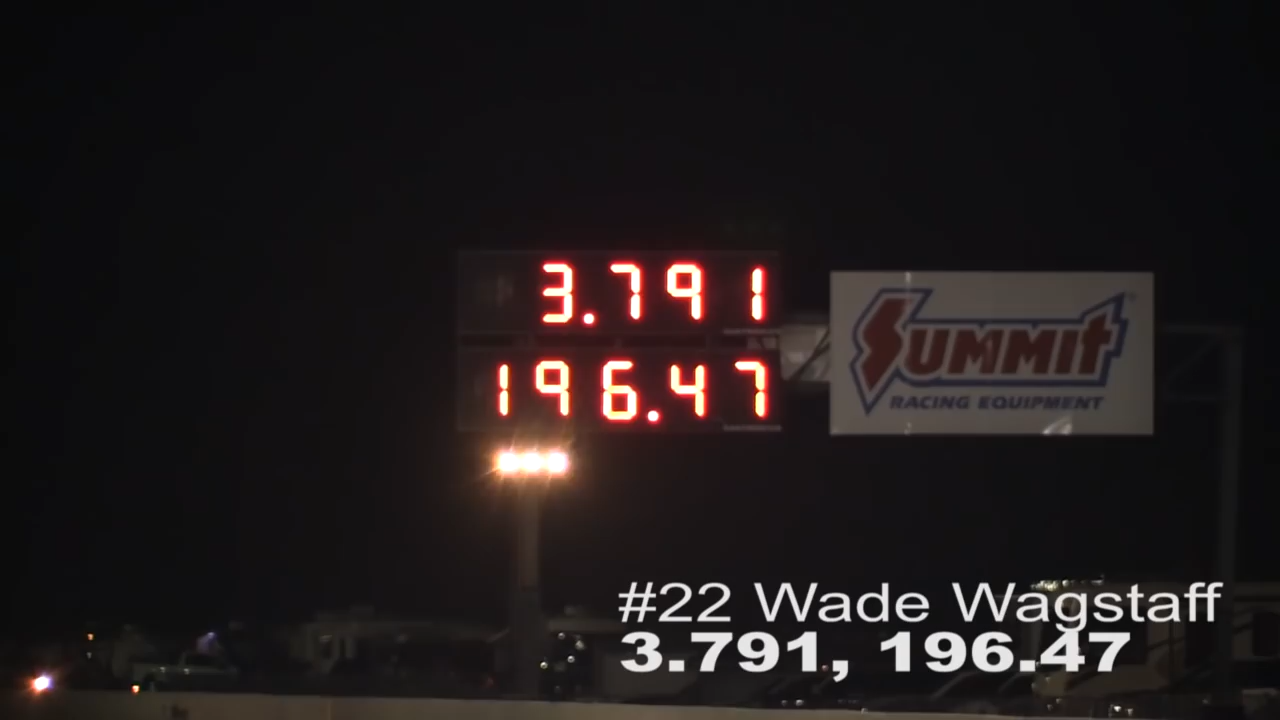 3.791
196.47
SUMMIT
RACING EQUIPMENT
#22 Wade Wagstaff
3.791, 196.47